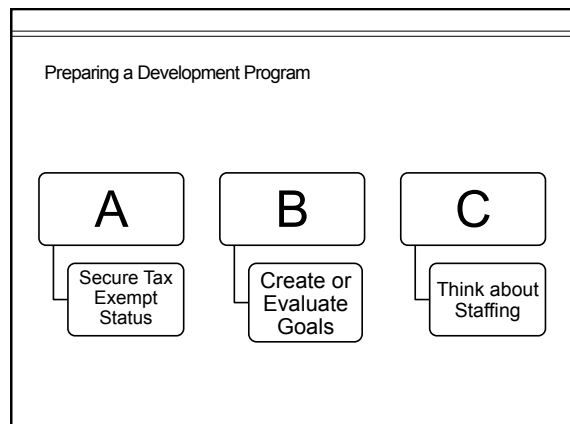 Preparing a Development Program
A
B
C
Secure Tax
Exempt
Status
Create or
Evaluate
Goals
Think about
Staffing